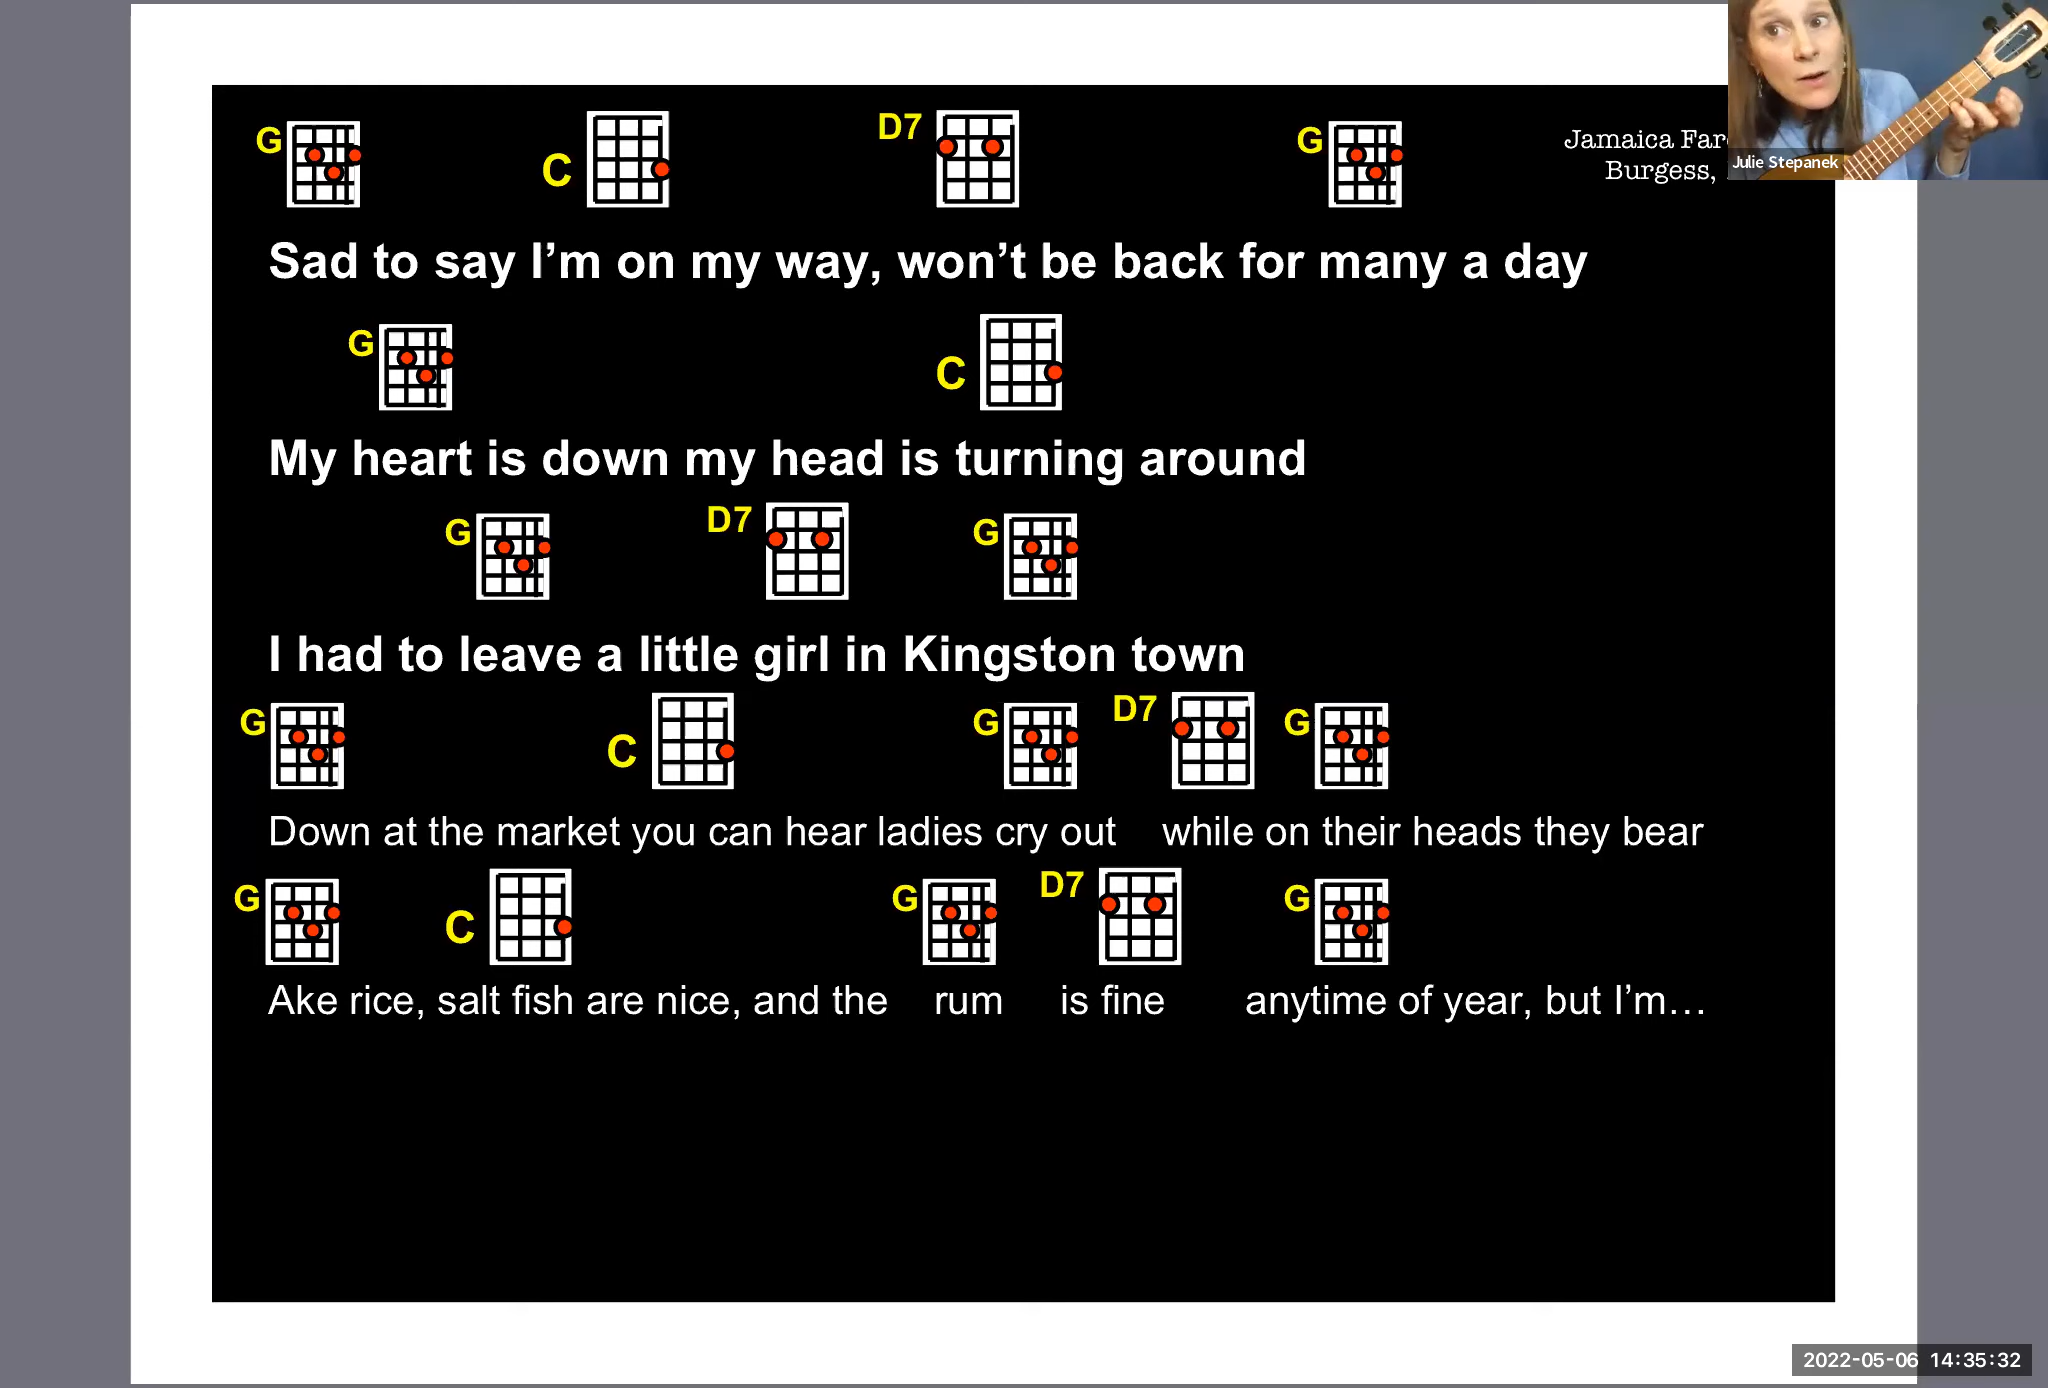 G C D7 G Jamaica
Burgess,
Julie Stepanek
Sad to say I’m on my way, won’t be back for many a day
G C
My heart is down my head is turning around
G D7 G
I had to leave a little girl in Kingston town
G C G D7 G
Down at the market you can hear ladies cry out while on their heads they bear
G C G D7 G
Ake rice, salt fish are nice, and the rum is fine anytime of year, but I’m…
2022-05-06 14:35:32